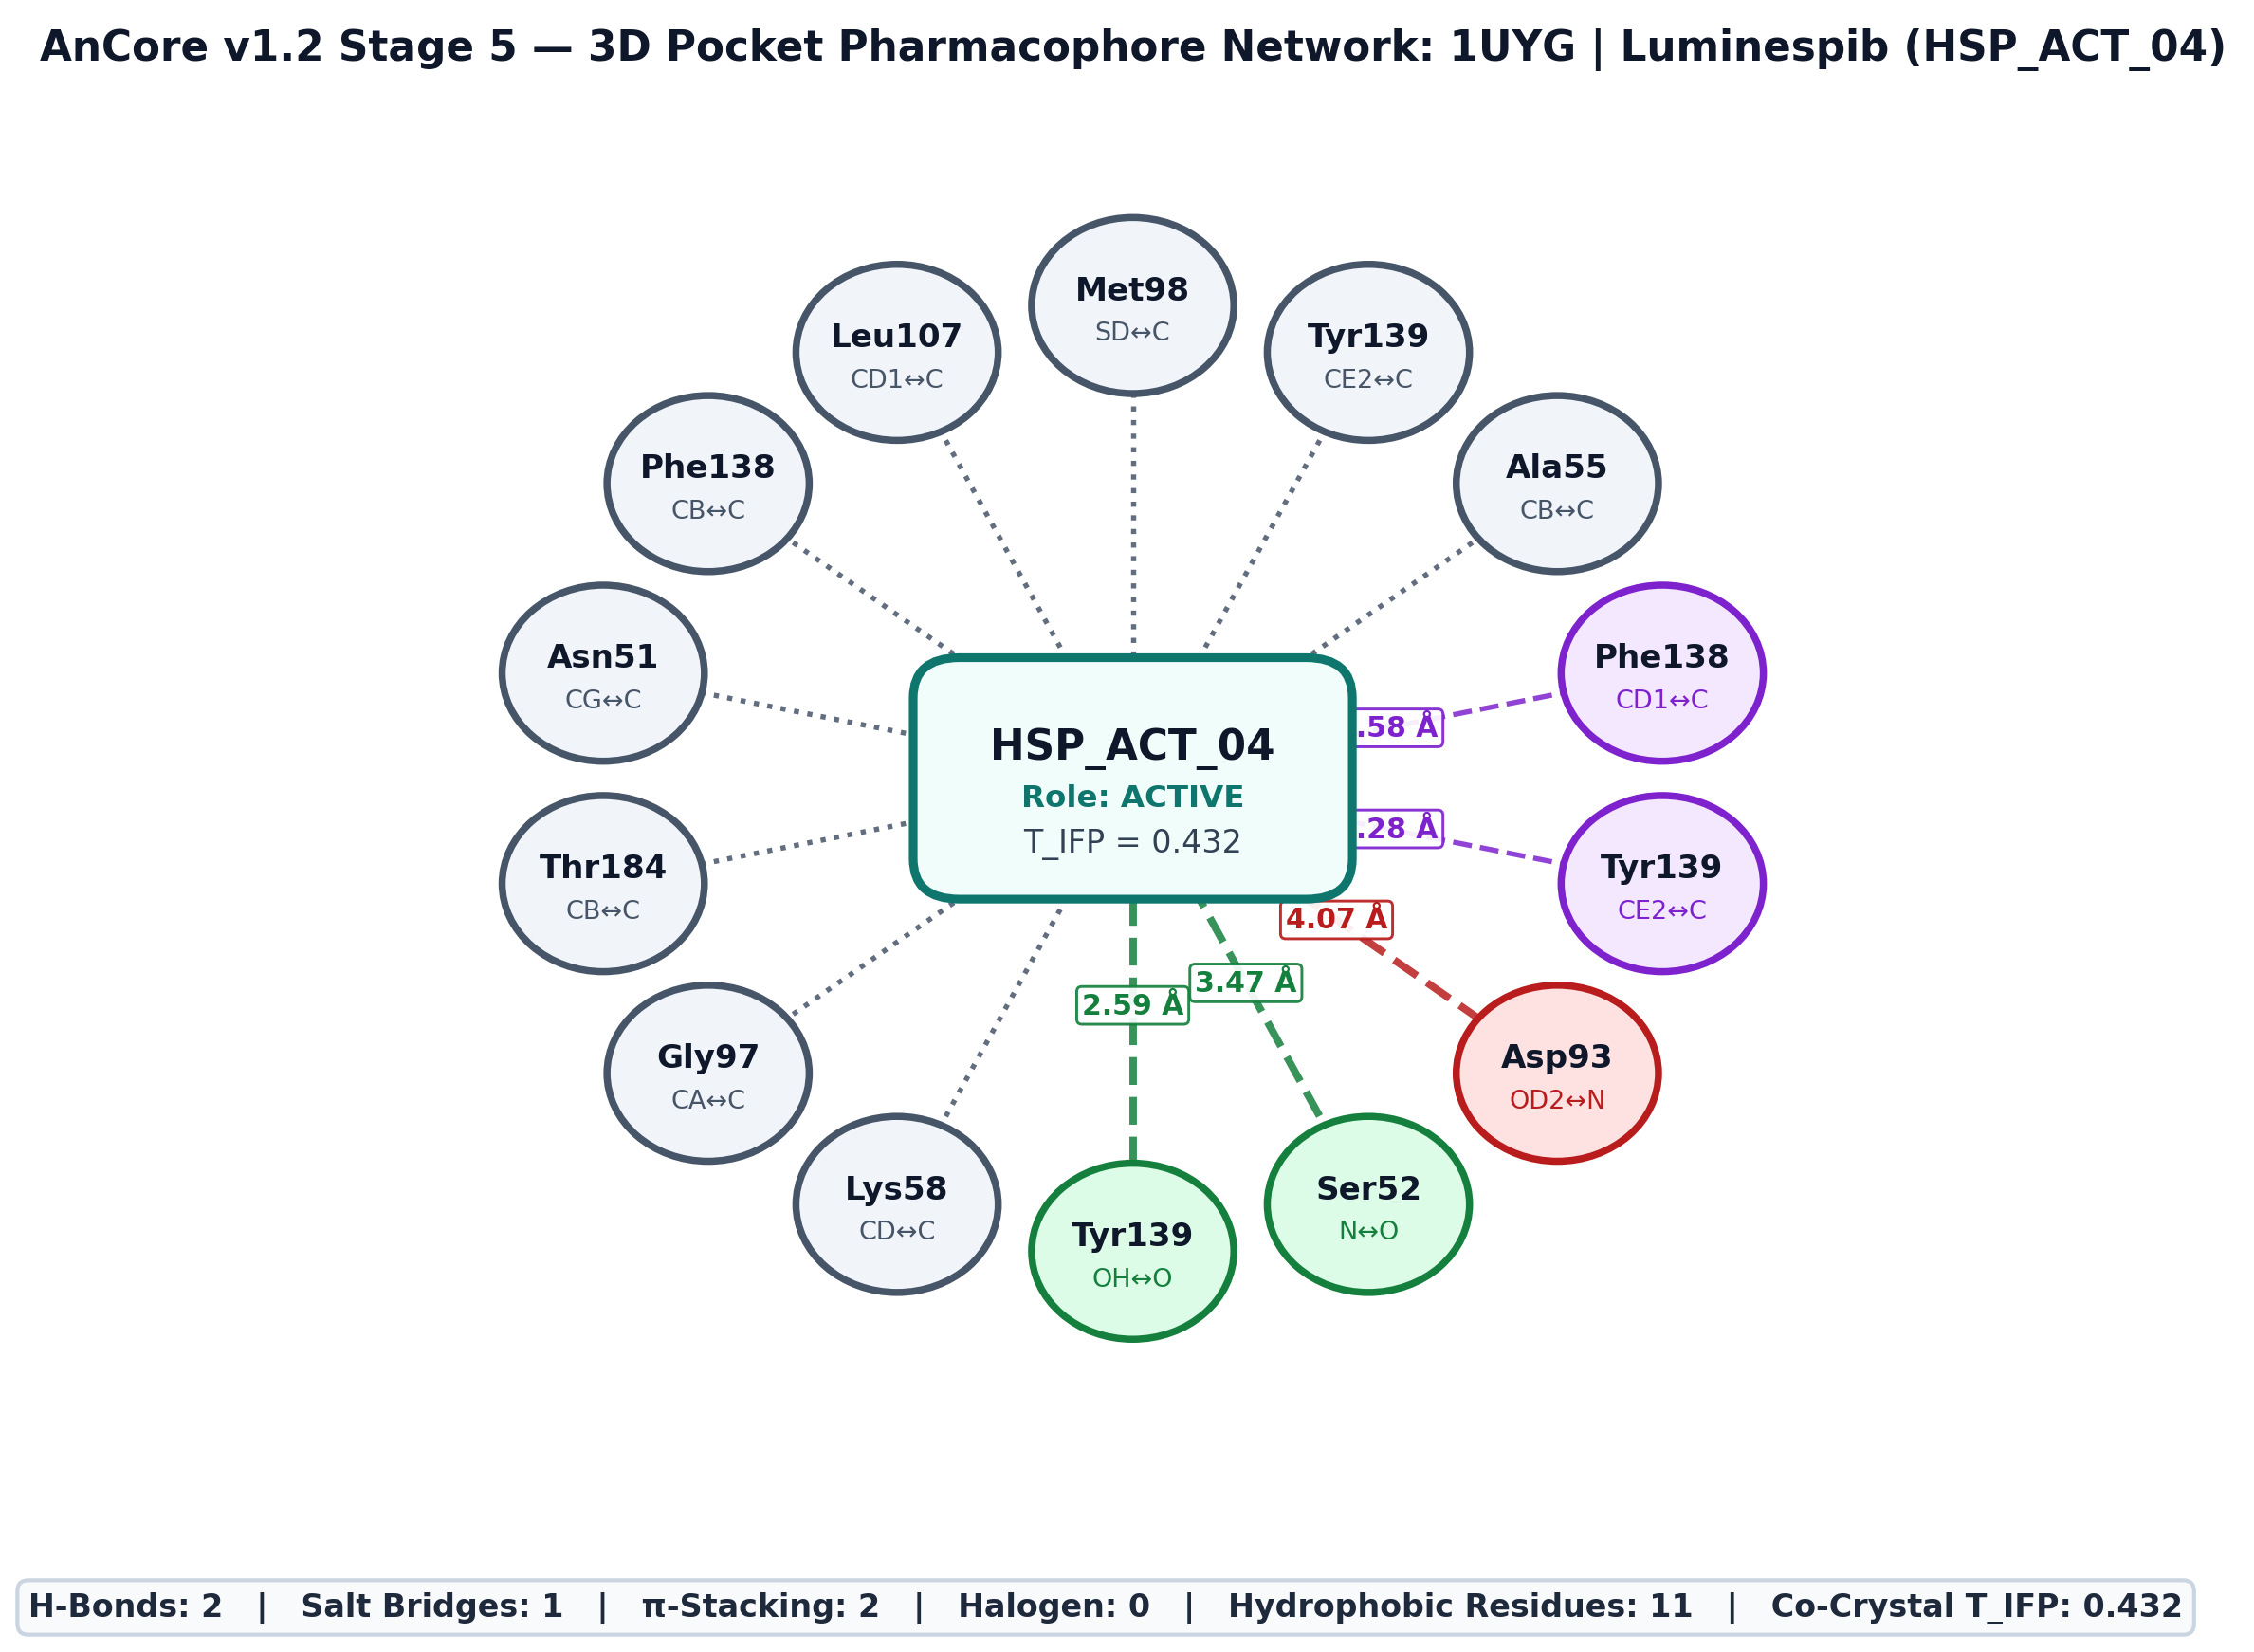 AnCore v1.2 Stage 5 — 3D Pocket Pharmacophore Network: 1UYG | Luminespib (HSP_ACT_04)
Met98
SD↔C
Leu107
CD1↔C
Tyr139
CE2↔C
Phe138
CB↔C
Ala55
CB↔C
Asn51
CG↔C
Phe138
CD1↔C
.58 Å
HSP_ACT_04
Role: ACTIVE
T_IFP = 0.432
.28 Å
Thr184
CB↔C
Tyr139
CE2↔C
4.07 Å
3.47 Å
2.59 Å
Gly97
CA↔C
Asp93
OD2↔N
Lys58
CD↔C
Ser52
N↔O
Tyr139
OH↔O
H-Bonds: 2 | Salt Bridges: 1 | π-Stacking: 2 | Halogen: 0 | Hydrophobic Residues: 11 | Co-Crystal T_IFP: 0.432